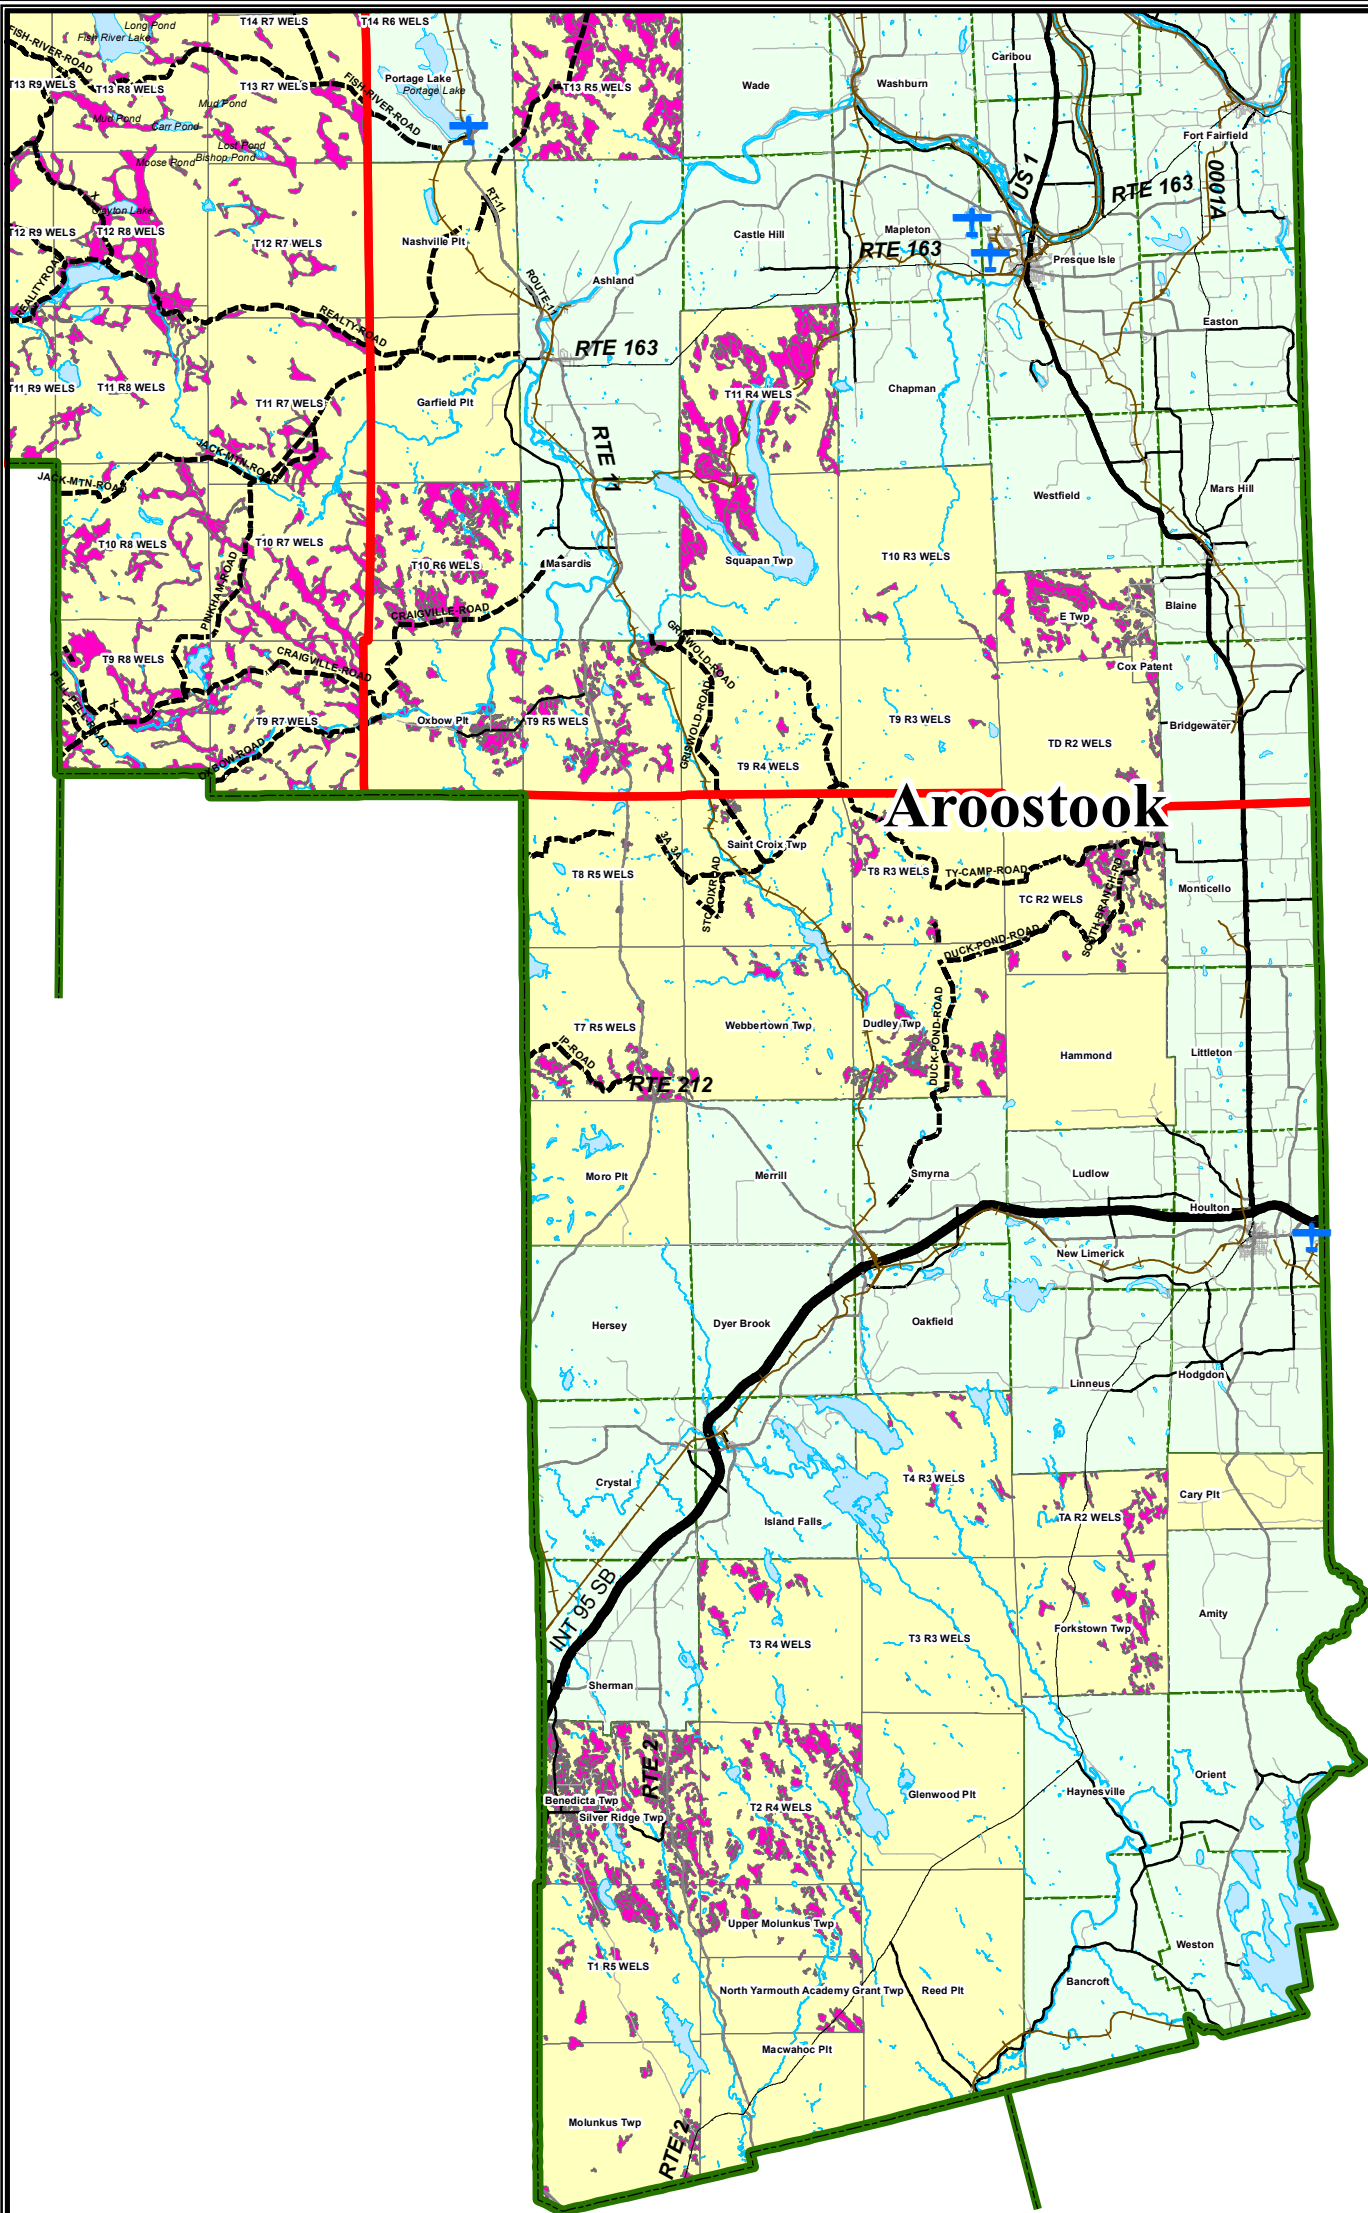 T14 R7 WELS
T14 R6 WELS
Long Pond
Fish River Lake
FISH-RIVER-ROAD
T13 R9 WELS
T13 R8 WELS
T13 R7 WELS
FISH-RIVER-ROAD
Portage Lake
Portage Lake
T13 R5 WELS
Wade
Washburn
Caribou
Mud Pond
Mud Pond
Carr Pond
Lost Pond
Bishop Pond
Moose Pond
Fort Fairfield
US 1
RTE 163
0001A
Clayton Lake
T12 R9 WELS
T12 R8 WELS
T12 R7 WELS
Nashville Plt
RT-11
Castle Hill
Mapleton
RTE 163
Presque Isle
REALITYROAD
ROUTE-11
Ashland
REALTY-ROAD
RTE 163
Easton
T11 R9 WELS
T11 R8 WELS
T11 R7 WELS
Garfield Plt
T11 R4 WELS
Chapman
RTE 11
JACK-MTN-ROAD
JACK-MTN-ROAD
Westfield
Mars Hill
T10 R8 WELS
T10 R7 WELS
T10 R6 WELS
Masardis
Squapan Twp
T10 R3 WELS
PINKHAM-ROAD
CRAIGVILLE-ROAD
E Twp
Blaine
GRISWOLD-ROAD
T9 R8 WELS
CRAIGVILLE-ROAD
Cox Patent
PELL-PELL-ROAD
T9 R7 WELS
Oxbow Plt
T9 R5 WELS
GRISWOLD-ROAD
T9 R3 WELS
Bridgewater
OXBOW-ROAD
T9 R4 WELS
TD R2 WELS
Aroostook
3A 3A
Saint Croix Twp
T8 R5 WELS
T8 R3 WELS
TY-CAMP-ROAD
STCROIXROAD
TC R2 WELS
SOUTH-BRANCH-RD
Monticello
DUCK-POND-ROAD
DUCK-POND-ROAD
T7 R5 WELS
Webbertown Twp
Dudley Twp
IP-ROAD
RTE 212
Hammond
Littleton
Moro Plt
Merrill
Smyrna
Ludlow
Houlton
New Limerick
Hersey
Dyer Brook
Oakfield
Linneus
Hodgdon
Crystal
T4 R3 WELS
Cary Plt
Island Falls
TA R2 WELS
INT 95 SB
Amity
T3 R4 WELS
T3 R3 WELS
Forkstown Twp
Sherman
RTE 2
Orient
Benedicta Twp
Silver Ridge Twp
T2 R4 WELS
Glenwood Plt
Haynesville
Upper Molunkus Twp
Weston
T1 R5 WELS
North Yarmouth Academy Grant Twp
Reed Plt
Bancroft
Macwahoc Plt
Molunkus Twp
RTE 2